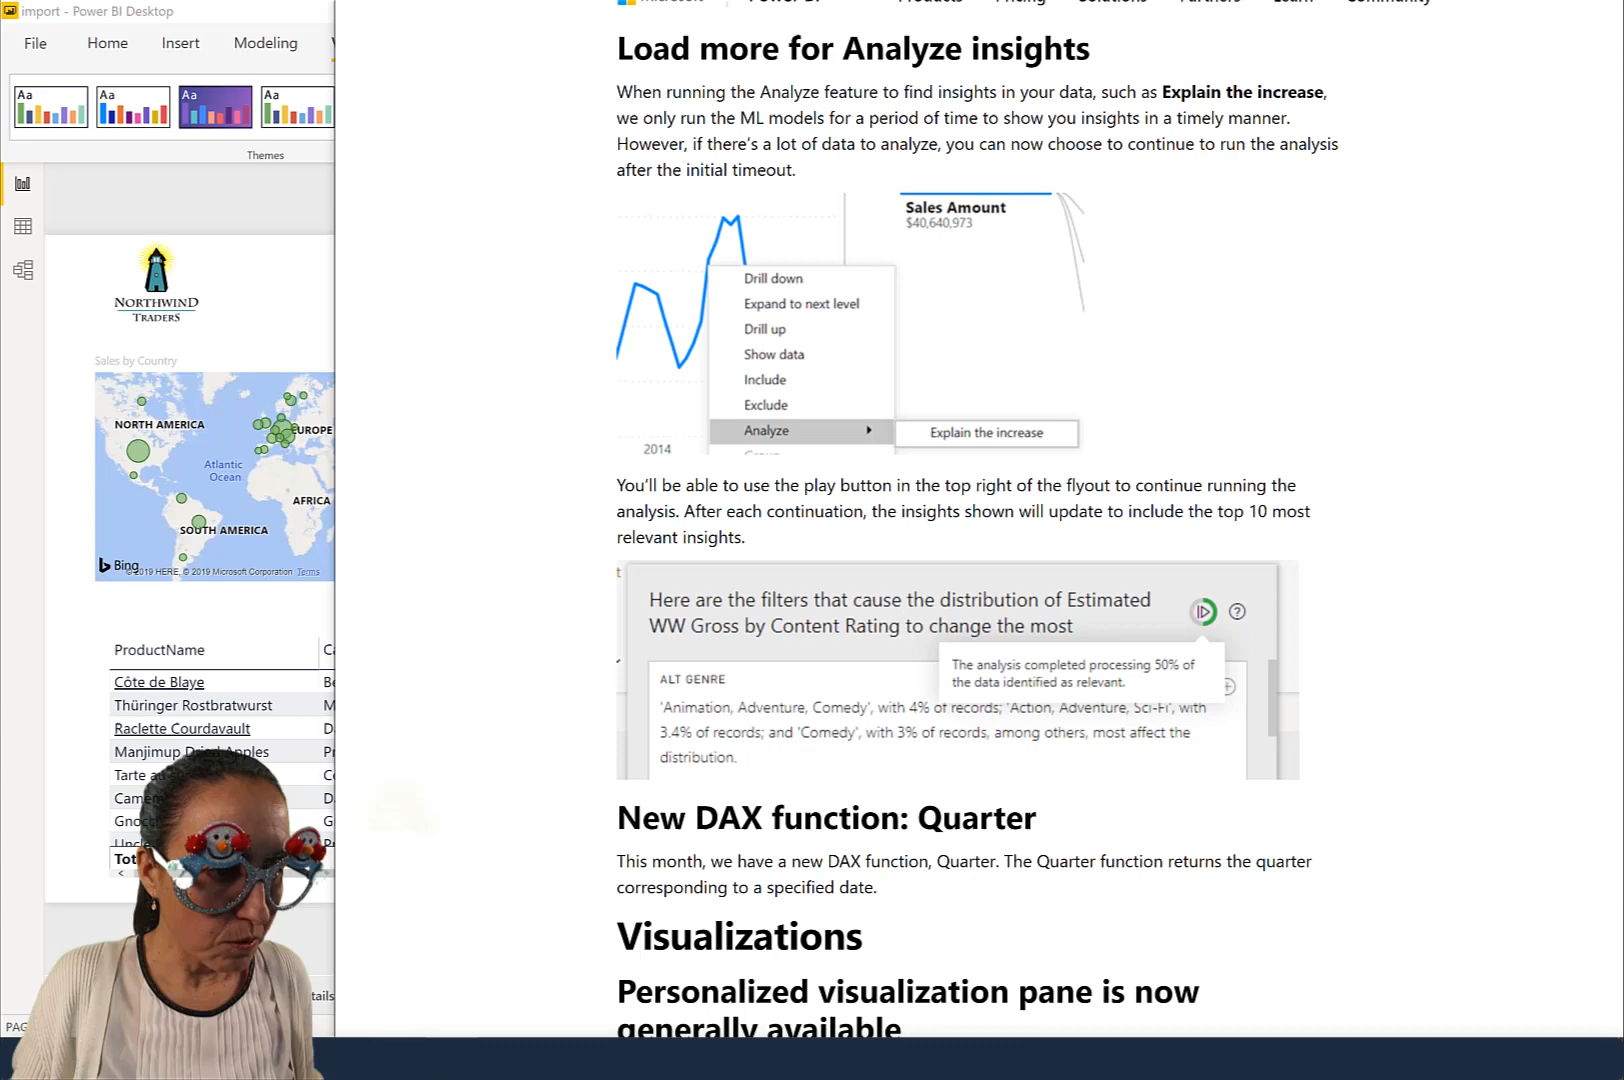 import - Power BI Desktop
File
Home
Insert
Modeling
Aa
Aa
Aa
Aa
Themes
NORTHWIND
TRADERS
Sales by Country
NORTH AMERICA
EUROPE
Atlantic
Ocean
AFRICA
SOUTH AMERICA
Bing
© 2019 HERE, © 2019 Microsoft Corporation Terms
ProductName
Côte de Blaye
Thüringer Rostbratwurst
Raclette Courdavault
Manjimup Dried Apples
Tarte au
Load more for Analyze insights
When running the Analyze feature to find insights in your data, such as Explain the increase,
we only run the ML models for a period of time to show you insights in a timely manner.
However, if there's a lot of data to analyze, you can now choose to continue to run the analysis
after the initial timeout.
Sales Amount
$40,640,973
Drill down
Expand to next level
Drill up
Show data
Include
Exclude
Analyze
Explain the increase
2014
You'll be able to use the play button in the top right of the flyout to continue running the
analysis. After each continuation, the insights shown will update to include the top 10 most
relevant insights.
Here are the filters that cause the distribution of Estimated
WW Gross by Content Rating to change the most
The analysis completed processing 50% of
the data identified as relevant.
ALT GENRE
'Animation, Adventure, Comedy', with 4% of records; 'Action, Adventure, Sci-Fi', with
3.4% of records; and 'Comedy', with 3% of records, among others, most affect the
distribution.
New DAX function: Quarter
This month, we have a new DAX function, Quarter. The Quarter function returns the quarter
corresponding to a specified date.
Visualizations
Personalized visualization pane is now
generally available